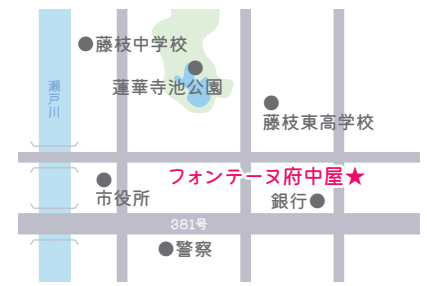 藤枝中学校
瀬戸川
蓮華寺池公園
藤枝東高学校
フォンテーヌ府中屋★
市役所
銀行
381号
警察